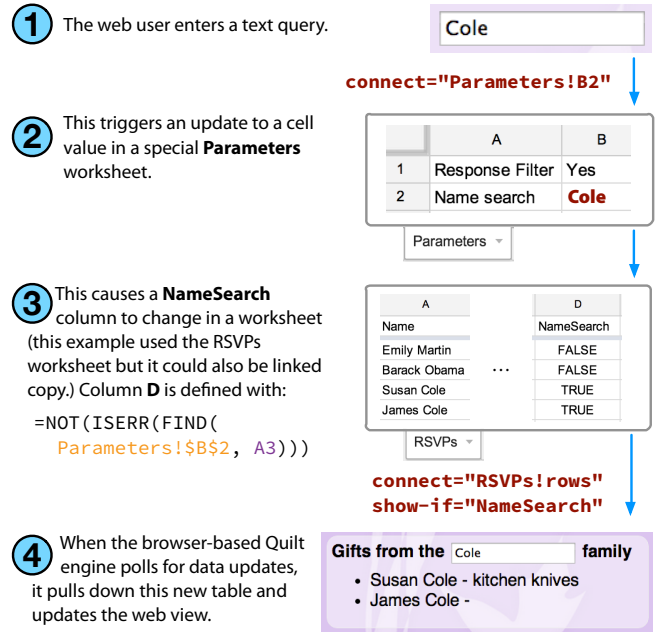 1 The web user enters a text query.
Cole
connect="Parameters!B2"
2 This triggers an update to a cell
value in a special Parameters
worksheet.
A B
1 Response Filter Yes
2 Name search Cole
Parameters
3 This causes a NameSearch
column to change in a worksheet
(this example used the RSVPs
worksheet but it could also be linked
copy.) Column D is defined with:
=NOT(ISERR(FIND(
Parameters!$B$2, A3)))
A D
Name NameSearch
Emily Martin FALSE
Barack Obama ... FALSE
Susan Cole TRUE
James Cole TRUE
RSVPs
connect="RSVPs!rows"
show-if="NameSearch"
4 When the browser-based Quilt
engine polls for data updates,
it pulls down this new table and
updates the web view.
Gifts from the Cole family
• Susan Cole - kitchen knives
• James Cole -